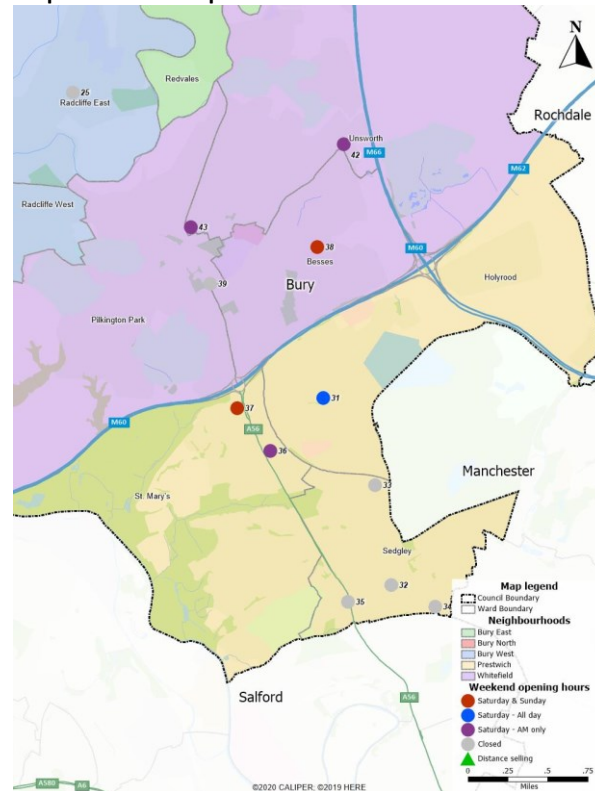 N
Rochdale
Redvales
25
Radcliffe East
Unsworth
42
M66
M62
Radcliffe West
43
38
Besses
M60
Holyrood
39
Bury
Pilkington Park
31
37
M60
A56
36
Manchester
33
St. Mary's
Sedgley
32
35
34
Salford
A56
A580
A6
Map legend
Council Boundary
Ward Boundary
Neighbourhoods
Bury East
Bury North
Bury West
Prestwich
Whitefield
Weekend opening hours
Saturday & Sunday
Saturday - All day
Saturday - AM only
Closed
Distance selling
0 .25 .5 .75
Miles
©2020 CALIPER; ©2019 HERE